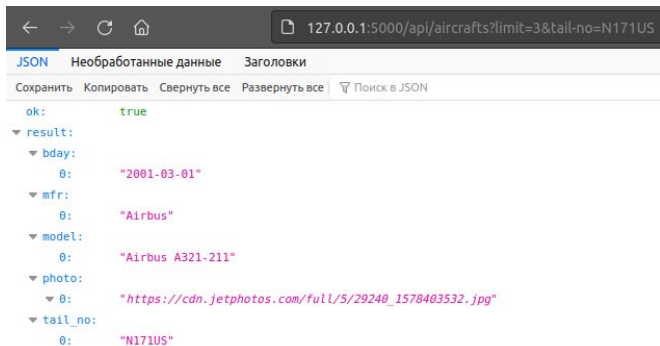 127.0.0.1:5000/api/aircrafts?limit=3&tail-no=N171US
JSON Необработанные данные Заголовки
Сохранить Копировать Свернуть все Развернуть все Поиск в JSON
ok: true
result:
bday:
0: "2001-03-01"
mfr:
0: "Airbus"
model:
0: "Airbus A321-211"
photo:
0: "https://cdn.jetphotos.com/full/5/29240_1578403532.jpg"
tail_no:
0: "N171US"